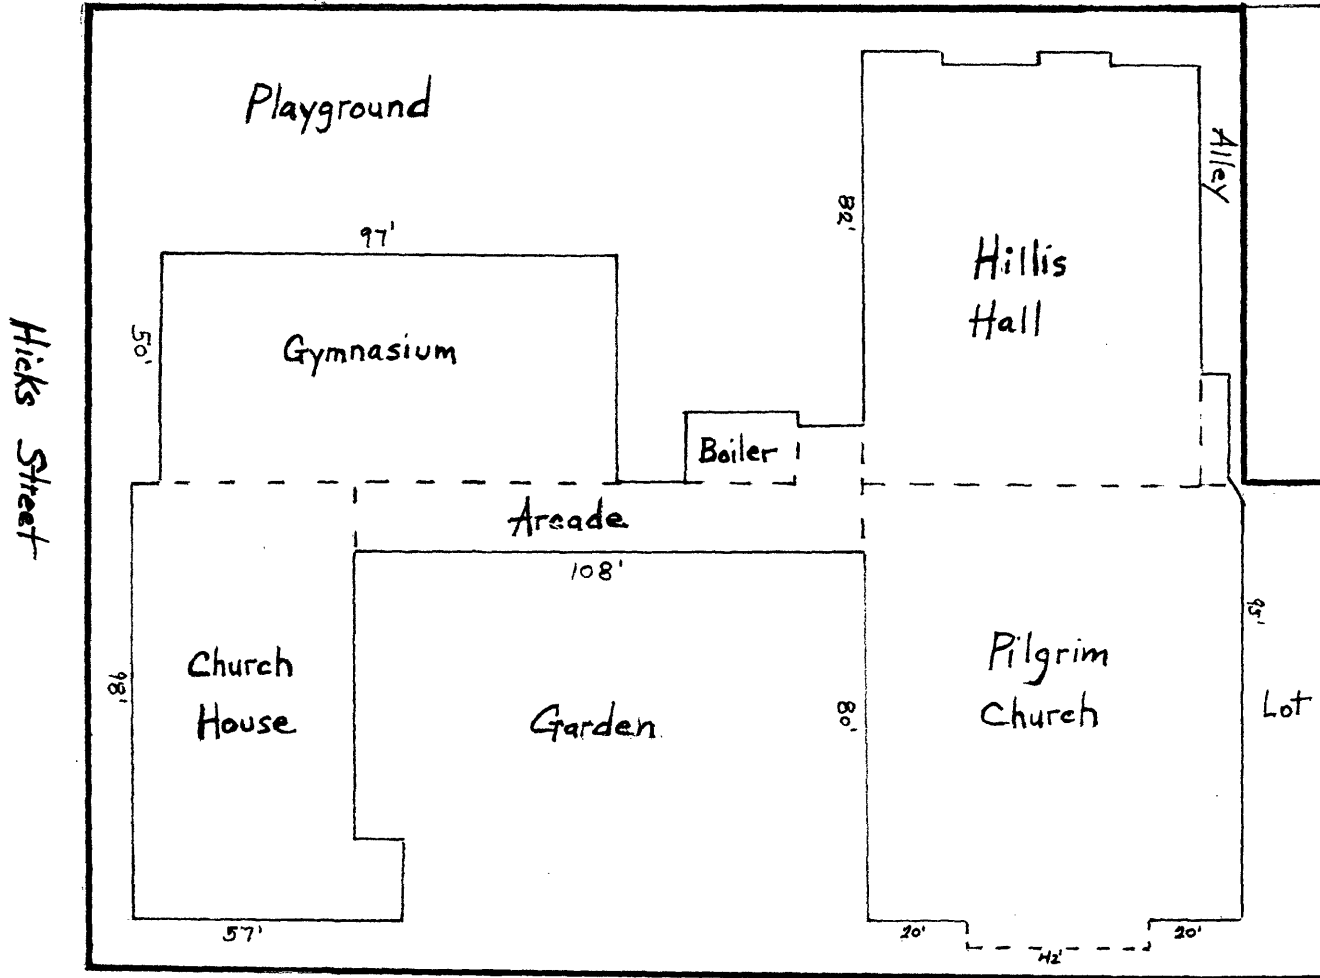 Playground
Alley
82'
97'
Hillis
Hall
50'
Gymnasium
Hicks Street
Boiler
Arcade
108'
95'
Church
House
98'
Garden
80'
Pilgrim
Church
Lot
57'
20'
42'
20'